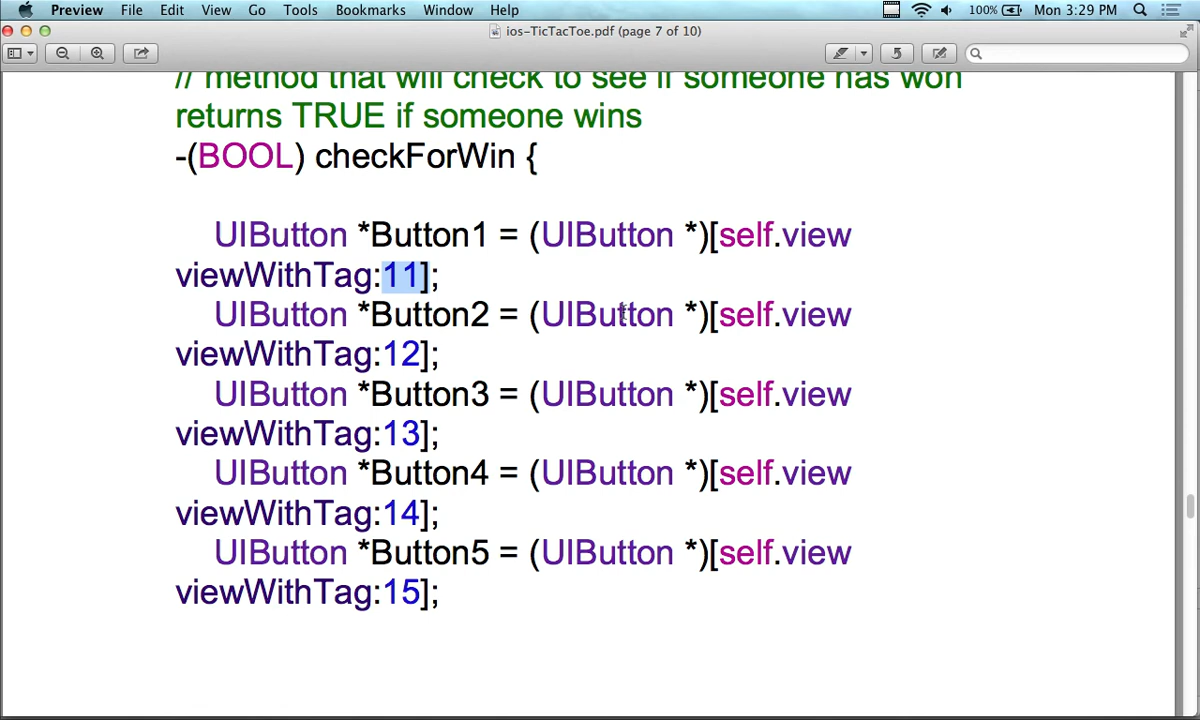 Preview File Edit View Go Tools Bookmarks Window Help 100% Mon 3:29 PM
ios-TicTacToe.pdf (page 7 of 10)
// method that will check to see if someone has won
returns TRUE if someone wins
-(BOOL) checkForWin {
UIButton *Button1 = (UIButton *)[self.view
viewWithTag:11];
UIButton *Button2 = (UIButton *)[self.view
viewWithTag:12];
UIButton *Button3 = (UIButton *)[self.view
viewWithTag:13];
UIButton *Button4 = (UIButton *)[self.view
viewWithTag:14];
UIButton *Button5 = (UIButton *)[self.view
viewWithTag:15];